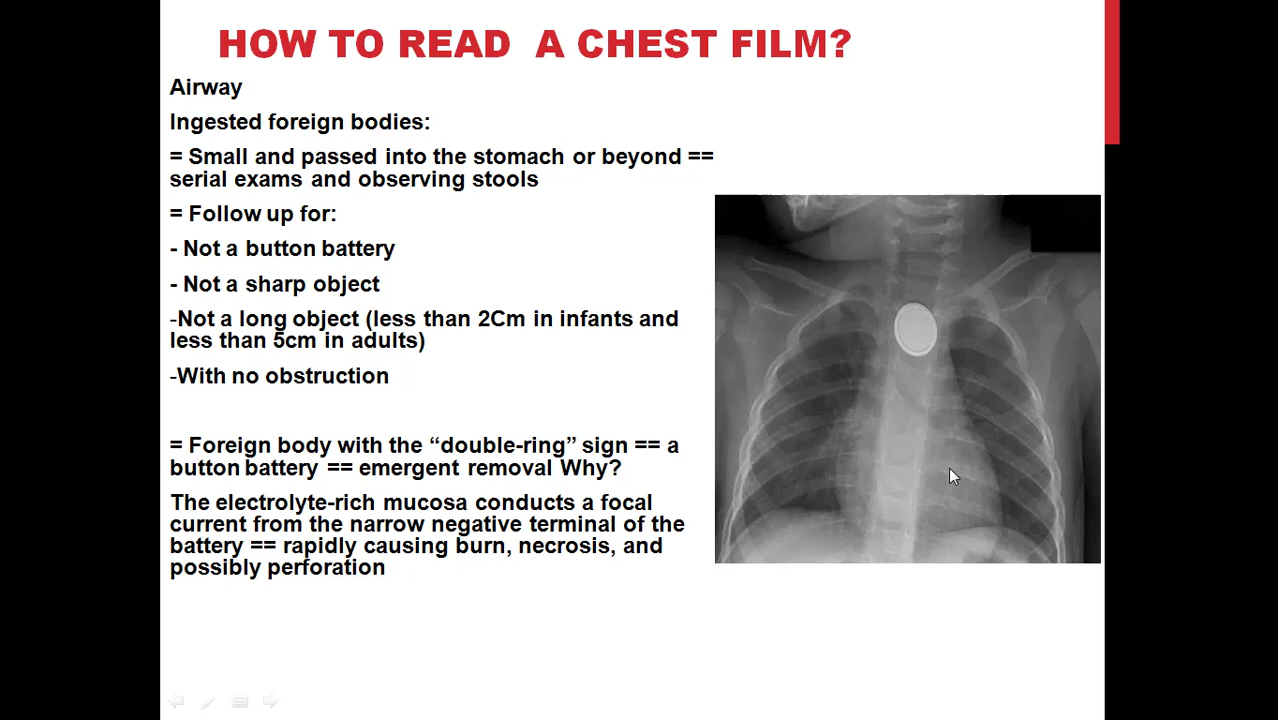 HOW TO READ  A CHEST FILM?
Airway
Ingested foreign bodies:
= Small and passed into the stomach or beyond ==
serial exams and observing stools
= Follow up for:
- Not a button battery
- Not a sharp object
-Not a long object (less than 2Cm in infants and
less than 5cm in adults)
-With no obstruction
= Foreign body with the “double-ring” sign == a
button battery == emergent removal Why?
The electrolyte-rich mucosa conducts a focal
current from the narrow negative terminal of the
battery == rapidly causing burn, necrosis, and
possibly perforation